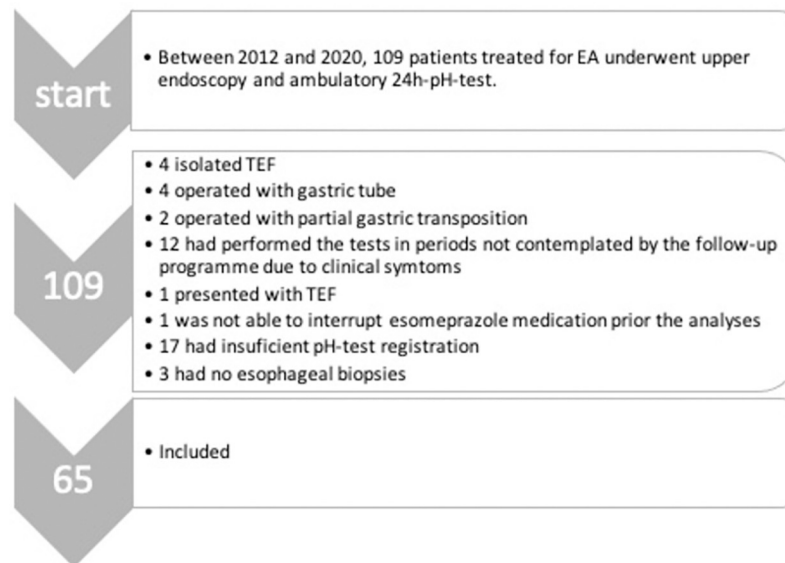 start
• Between 2012 and 2020, 109 patients treated for EA underwent upper
endoscopy and ambulatory 24h-pH-test.
109
• 4 isolated TEF
• 4 operated with gastric tube
• 2 operated with partial gastric transposition
• 12 had performed the tests in periods not contemplated by the follow-up
programme due to clinical symtoms
• 1 presented with TEF
• 1 was not able to interrupt esomeprazole medication prior the analyses
• 17 had insuficient pH-test registration
• 3 had no esophageal biopsies
65
• Included